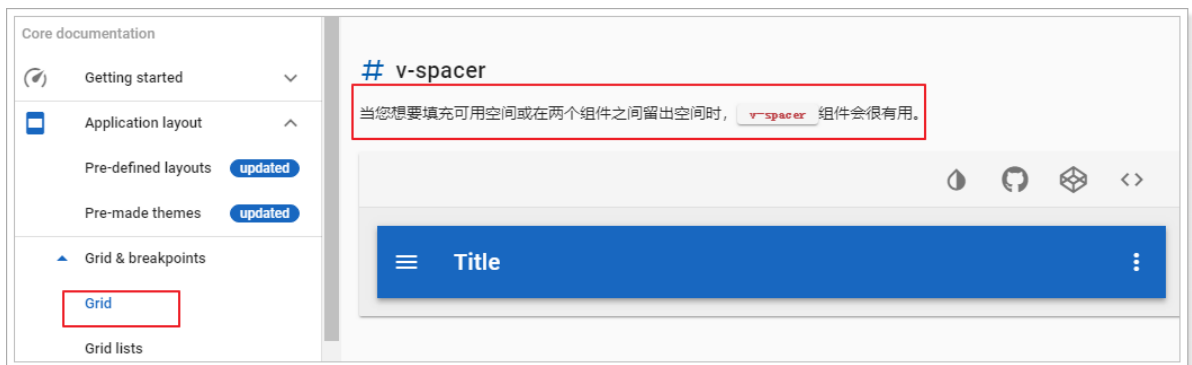 Core documentation
Getting started
Application layout
Pre-defined layouts updated
Pre-made themes updated
Grid & breakpoints
Grid
Grid lists
# v-spacer
当您想要填充可用空间或在两个组件之间留出空间时， v-spacer 组件会很有用。
Title